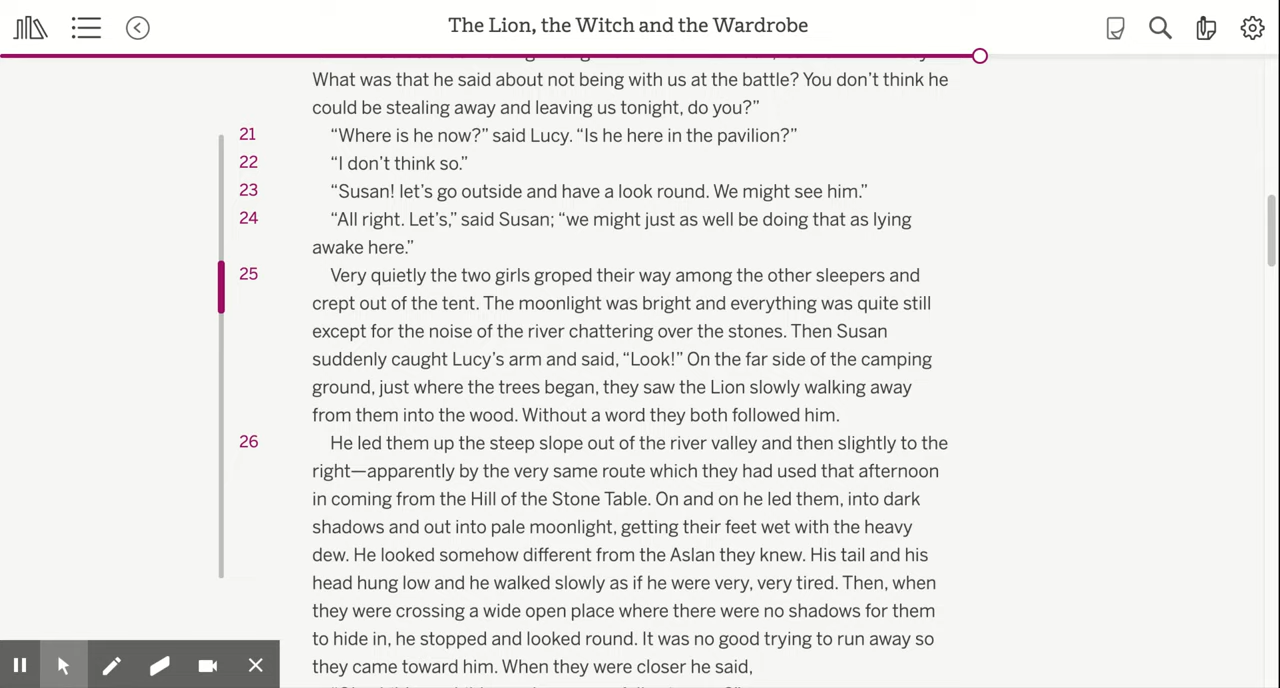 The Lion, the Witch and the Wardrobe
What was that he said about not being with us at the battle? You don’t think he
could be stealing away and leaving us tonight, do you?”
21 “Where is he now?” said Lucy. “Is he here in the pavilion?”
22 “I don’t think so.”
23 “Susan! let’s go outside and have a look round. We might see him.”
24 “All right. Let’s,” said Susan; “we might just as well be doing that as lying
awake here.”
25 Very quietly the two girls groped their way among the other sleepers and
crept out of the tent. The moonlight was bright and everything was quite still
except for the noise of the river chattering over the stones. Then Susan
suddenly caught Lucy’s arm and said, “Look!” On the far side of the camping
ground, just where the trees began, they saw the Lion slowly walking away
from them into the wood. Without a word they both followed him.
26 He led them up the steep slope out of the river valley and then slightly to the
right—apparently by the very same route which they had used that afternoon
in coming from the Hill of the Stone Table. On and on he led them, into dark
shadows and out into pale moonlight, getting their feet wet with the heavy
dew. He looked somehow different from the Aslan they knew. His tail and his
head hung low and he walked slowly as if he were very, very tired. Then, when
they were crossing a wide open place where there were no shadows for them
to hide in, he stopped and looked round. It was no good trying to run away so
they came toward him. When they were closer he said,